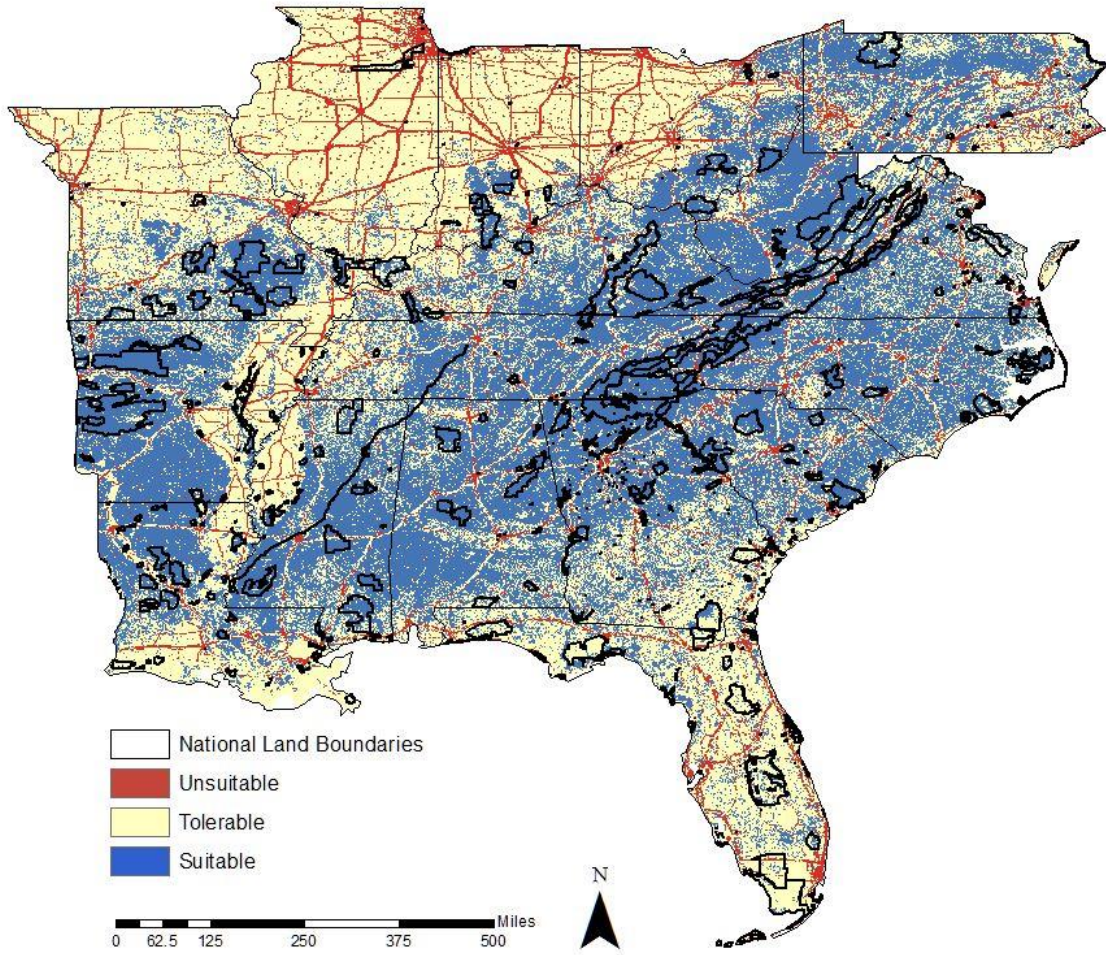 National Land Boundaries
Unsuitable
Tolerable
Suitable
N
Miles
0 62.5 125 250 375 500